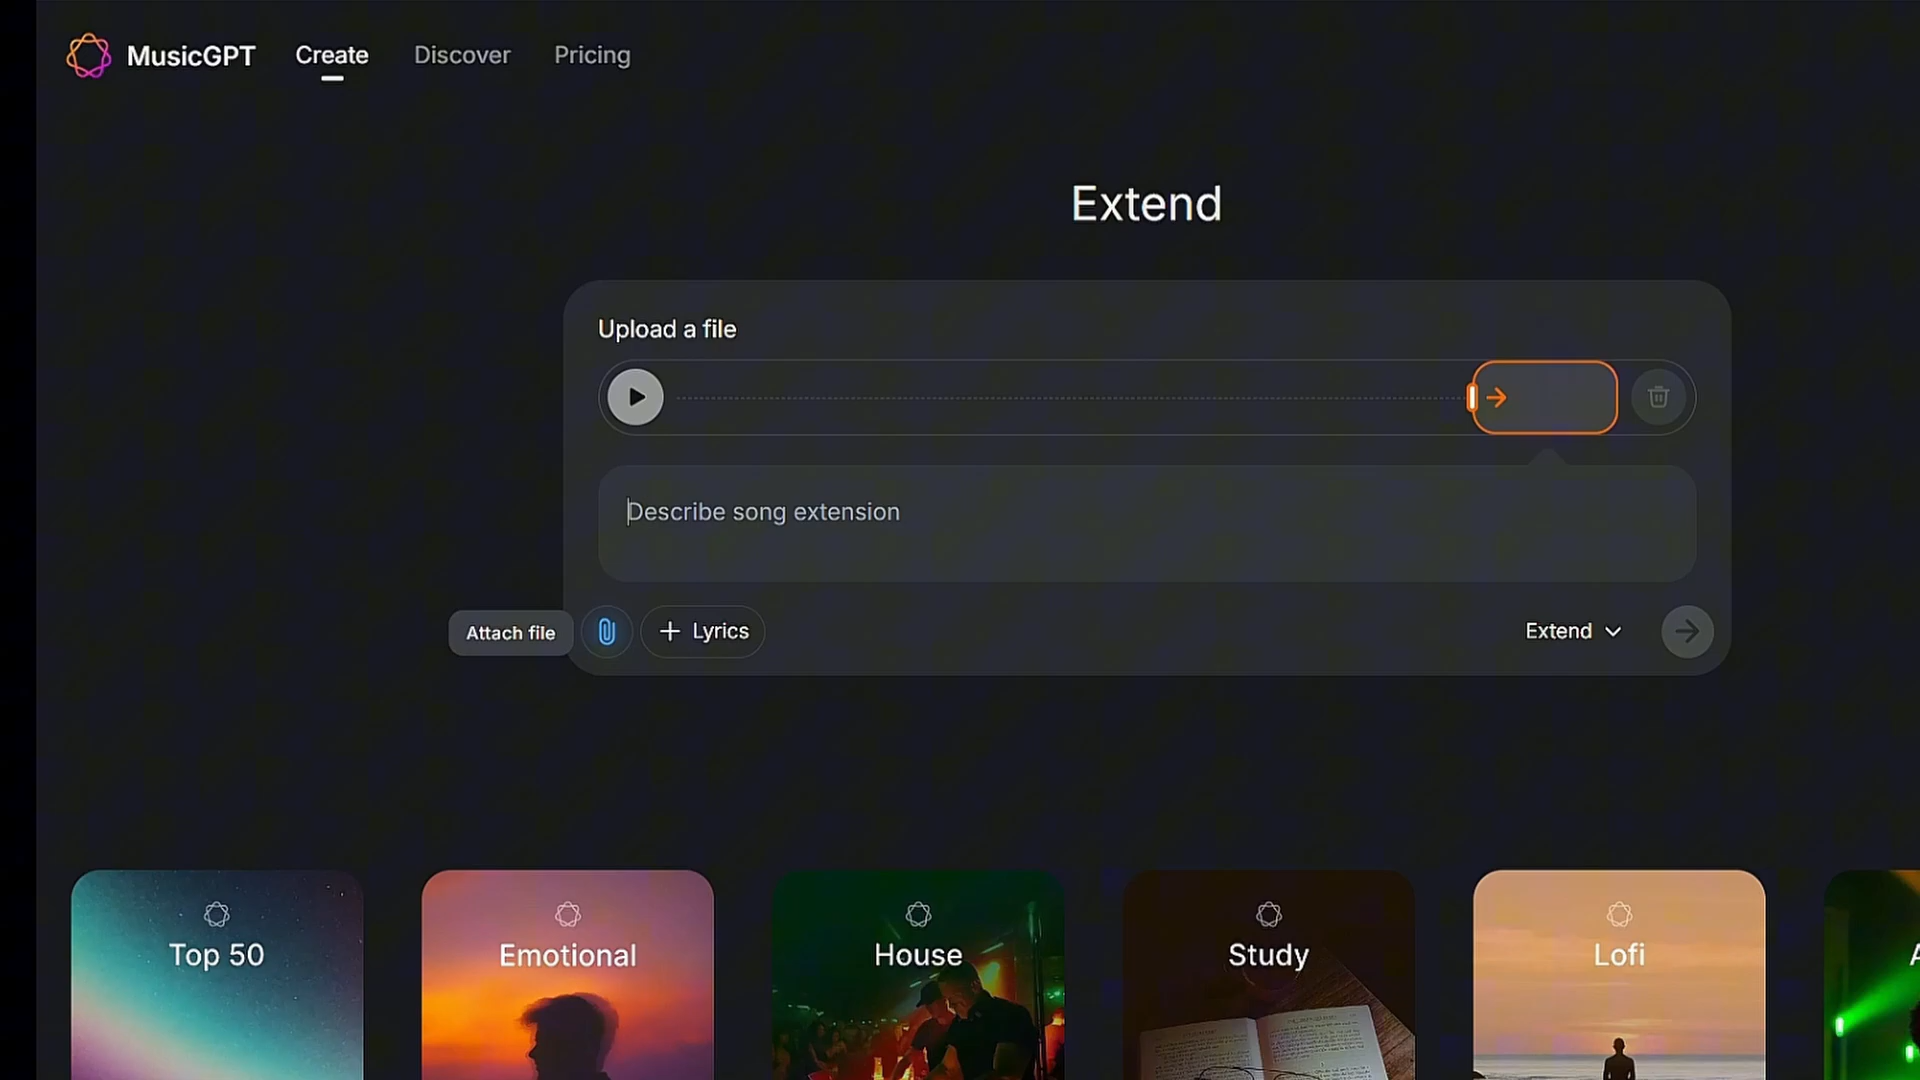 MusicGPT Create Discover Pricing
Extend
Upload a file
Describe song extension
Attach file
Lyrics
Extend
Top 50
Emotional
House
Study
Lofi